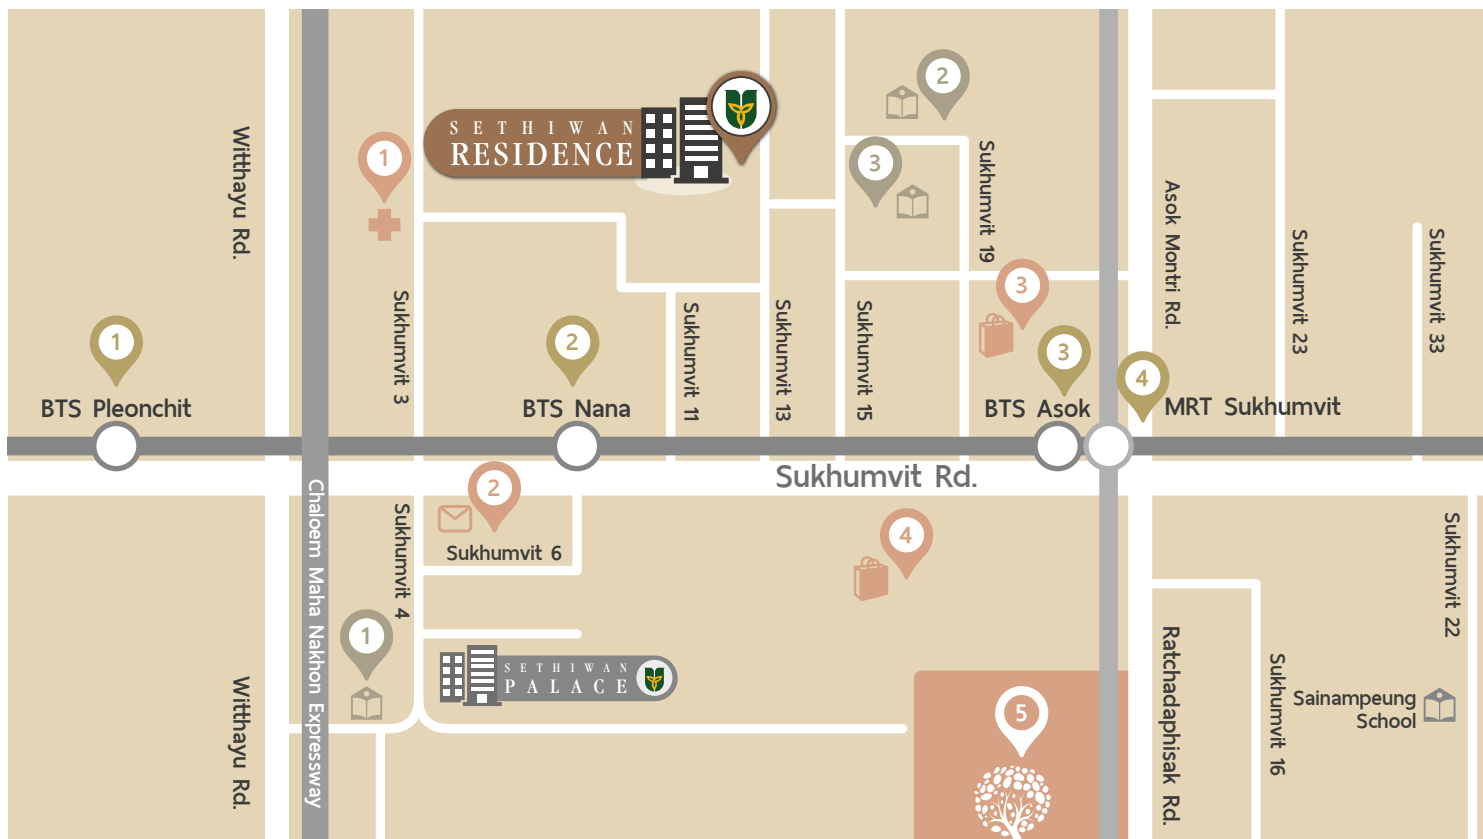 SETHIWAN
RESIDENCE
1
2
3
Witthayu Rd.
Sukhumvit 19
Asok Montri Rd.
Sukhumvit 23
Sukhumvit 33
Sukhumvit 3
Sukhumvit 11
Sukhumvit 13
Sukhumvit 15
3
1
BTS Pleonchit
2
BTS Nana
3
BTS Asok
4
MRT Sukhumvit
Sukhumvit Rd.
Chaloem Maha Nakhon Expressway
Sukhumvit 4
2
Sukhumvit 6
4
Sukhumvit 22
1
SETHIWAN
PALACE
Witthayu Rd.
5
Ratchadaphisak Rd.
Sukhumvit 16
Sainampeung
School